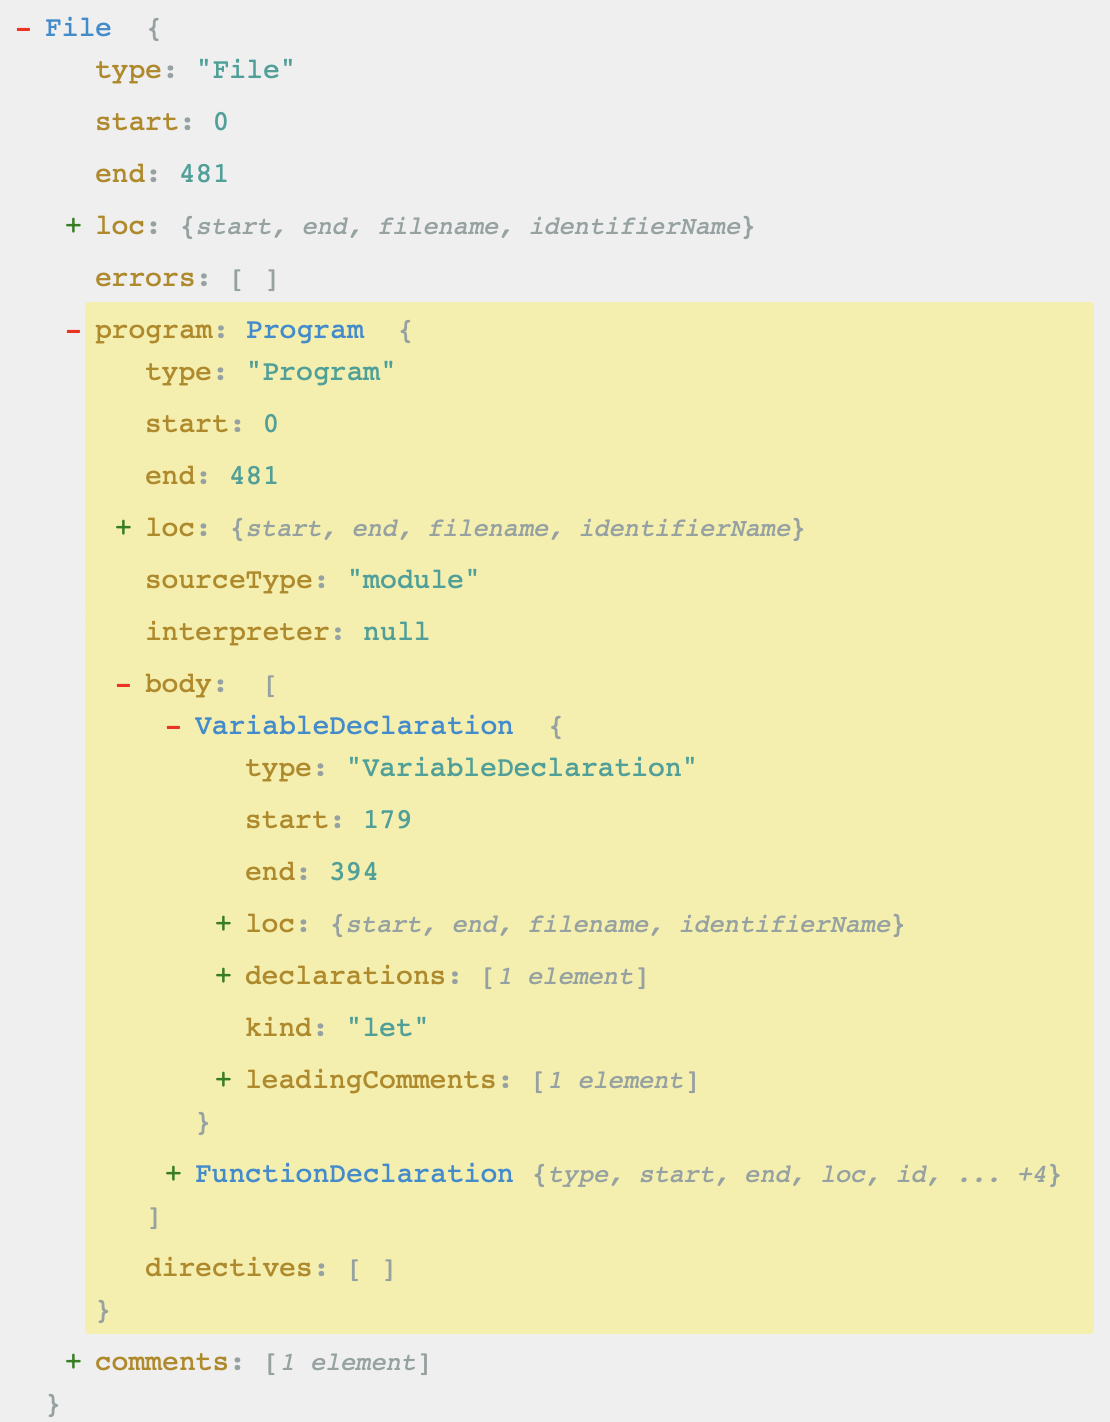 - File {
type: "File"
start: 0
end: 481
+ loc: {start, end, filename, identifierName}
errors: [ ]
- program: Program {
type: "Program"
start: 0
end: 481
+ loc: {start, end, filename, identifierName}
sourceType: "module"
interpreter: null
- body: [
- VariableDeclaration {
type: "VariableDeclaration"
start: 179
end: 394
+ loc: {start, end, filename, identifierName}
+ declarations: [1 element]
kind: "let"
+ leadingComments: [1 element]
}
+ FunctionDeclaration {type, start, end, loc, id, ... +4}
]
directives: [ ]
}
+ comments: [1 element]
}